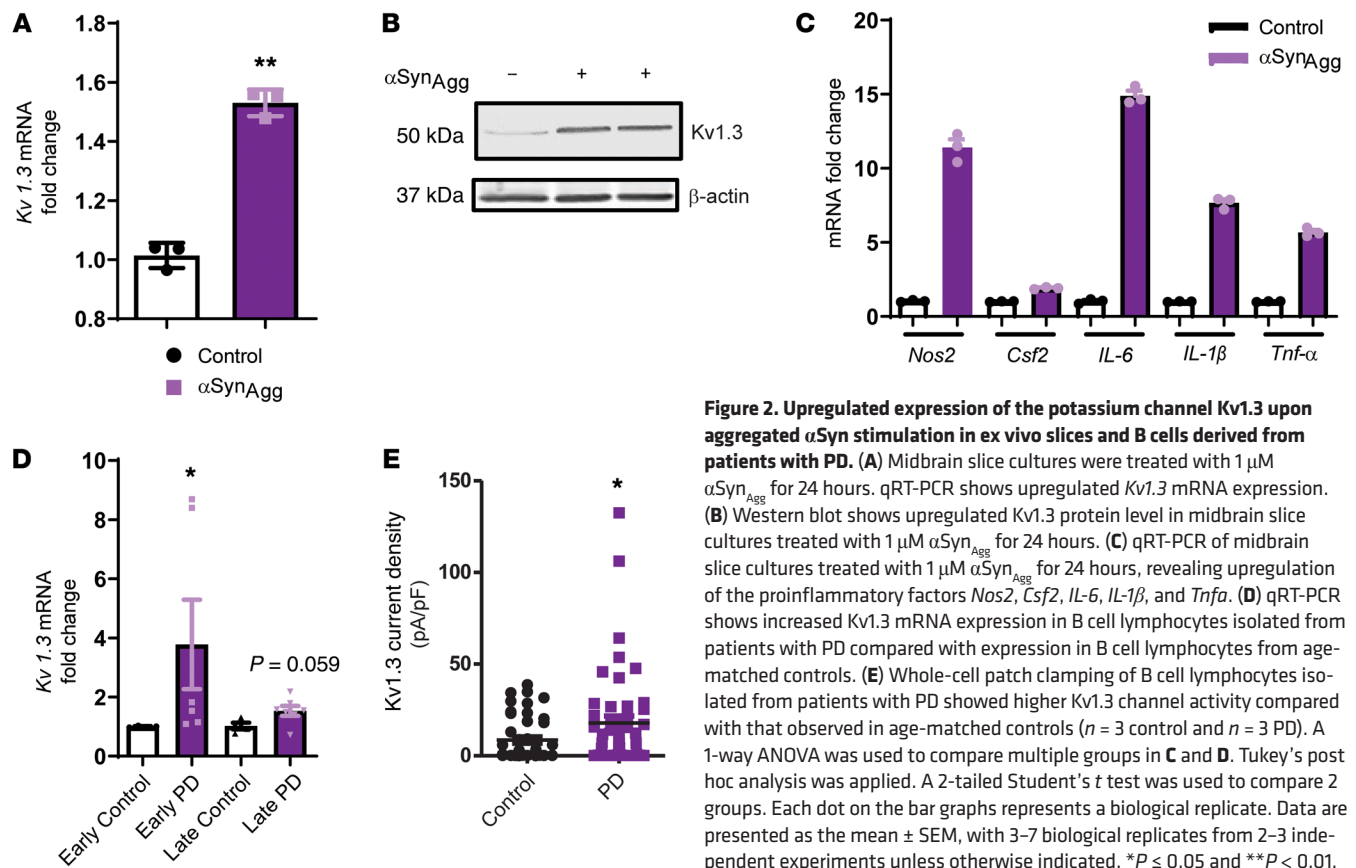 A
1.8
1.6
1.4
1.2
1.0
0.8
Kv 1.3 mRNA
fold change
**
Control
αSynAgg
B
αSynAgg
− + +
50 kDa
Kv1.3
37 kDa
β-actin
C
20
15
10
5
0
mRNA fold change
Control
αSynAgg
Nos2 Csf2 IL-6 IL-1β Tnf-α
D
10
8
6
4
2
0
Kv 1.3 mRNA
fold change
*
P = 0.059
Early Control
Early PD
Late Control
Late PD
E
150
100
50
0
Kv1.3 current density
(pA/pF)
*
Control
PD
Figure 2. Upregulated expression of the potassium channel Kv1.3 upon
aggregated αSyn stimulation in ex vivo slices and B cells derived from
patients with PD. (A) Midbrain slice cultures were treated with 1 μM
αSynAgg for 24 hours. qRT-PCR shows upregulated Kv1.3 mRNA expression.
(B) Western blot shows upregulated Kv1.3 protein level in midbrain slice
cultures treated with 1 μM αSynAgg for 24 hours. (C) qRT-PCR of midbrain
slice cultures treated with 1 μM αSynAgg for 24 hours, revealing upregulation
of the proinflammatory factors Nos2, Csf2, IL-6, IL-1β, and Tnfa. (D) qRT-PCR
shows increased Kv1.3 mRNA expression in B cell lymphocytes isolated from
patients with PD compared with expression in B cell lymphocytes from age-
matched controls. (E) Whole-cell patch clamping of B cell lymphocytes iso-
lated from patients with PD showed higher Kv1.3 channel activity compared
with that observed in age-matched controls (n = 3 control and n = 3 PD). A
1-way ANOVA was used to compare multiple groups in C and D. Tukey's post
hoc analysis was applied. A 2-tailed Student's t test was used to compare 2
groups. Each dot on the bar graphs represents a biological replicate. Data are
presented as the mean ± SEM, with 3–7 biological replicates from 2–3 inde-
pendent experiments unless otherwise indicated. *P ≤ 0.05 and **P < 0.01.